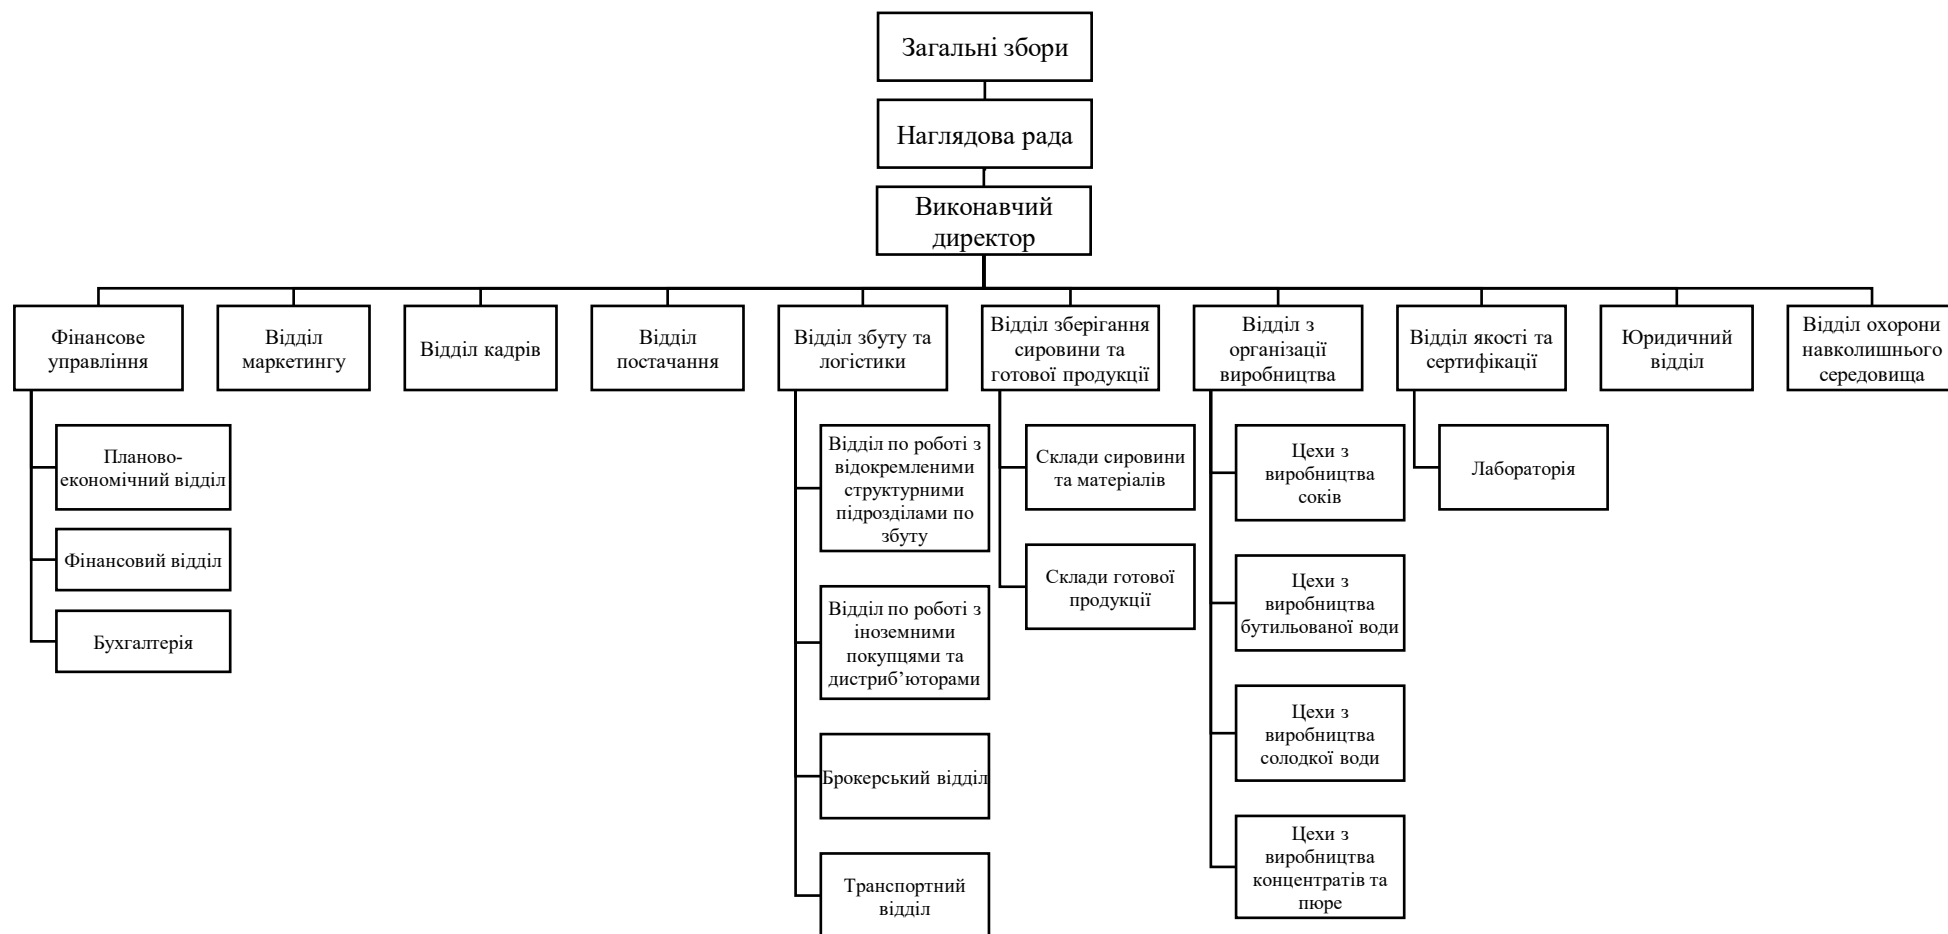 Загальні збори
Наглядова рада
Виконавчий
директор
Фінансове
управління
Відділ
маркетингу
Відділ кадрів
Відділ
постачання
Відділ збуту та
логістики
Відділ зберігання
сировини та
готової продукції
Відділ з
організації
виробництва
Відділ якості та
сертифікації
Юридичний
відділ
Відділ охорони
навколишнього
середовища
Планово-
економічний відділ
Фінансовий відділ
Бухгалтерія
Відділ по роботі з
відокремленими
структурними
підрозділами по
збуту
Відділ по роботі з
іноземними
покупцями та
дистриб’юторами
Брокерський відділ
Транспортний
відділ
Склади сировини
та матеріалів
Склади готової
продукції
Цехи з
виробництва
соків
Цехи з
виробництва
бутильованої води
Цехи з
виробництва
солодкої води
Цехи з
виробництва
концентратів та
пюре
Лабораторія